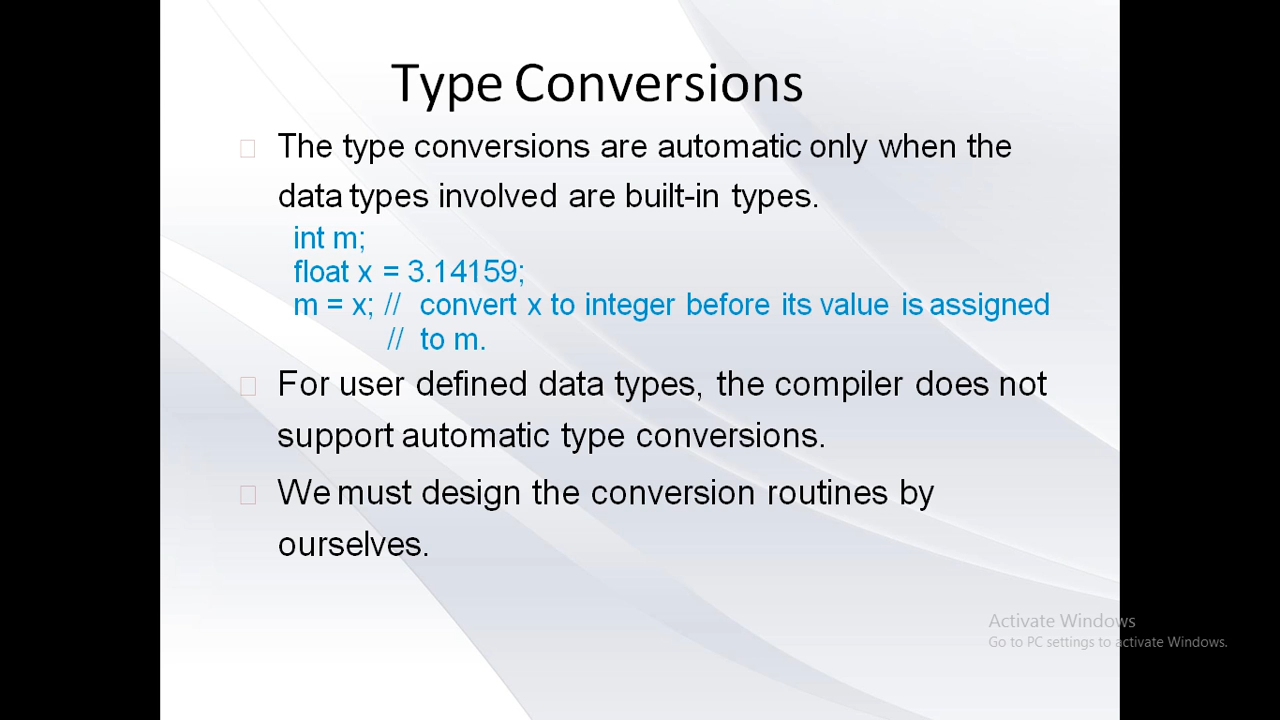 Type Conversions
The type conversions are automatic only when the
data types involved are built-in types.
int m;
float x = 3.14159;
m = x; // convert x to integer before its value is assigned
// to m.
For user defined data types, the compiler does not
support automatic type conversions.
We must design the conversion routines by
ourselves.
Activate Windows
Go to PC settings to activate Windows.